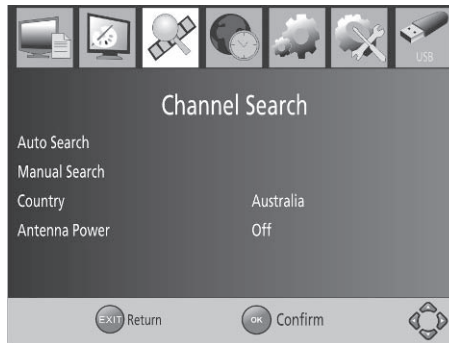 USB
Channel Search
Auto Search
Manual Search
Country Australia
Antenna Power Off
EXIT Return OK Confirm